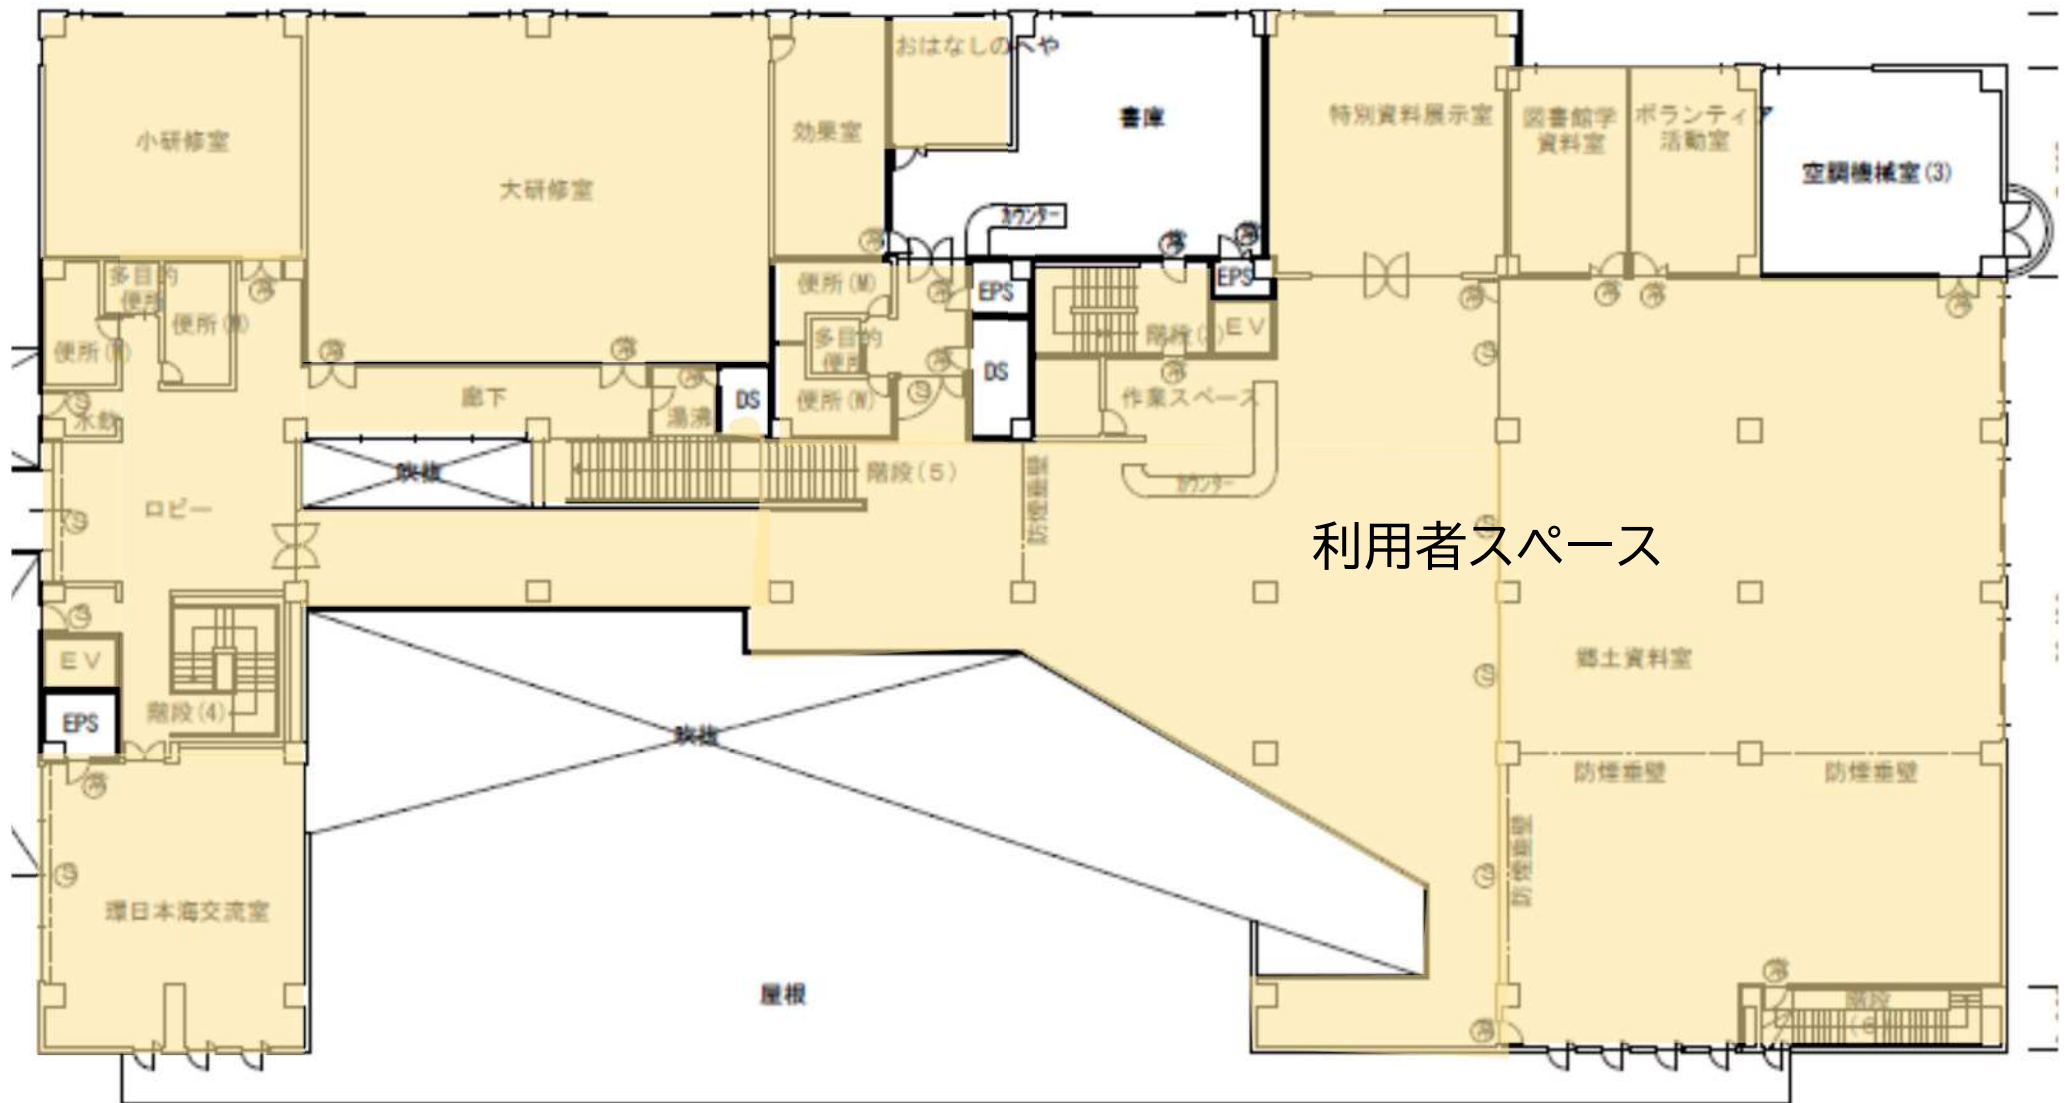 おはなしのへや
書庫
特別資料展示室
図書館学
資料室
ボランティア
活動室
小研修室
効果室
空調機械室(3)
大研修室
カウンター
多目的
便所
便所(M)
EPS
EPS
便所(M)
多目的
便所
階段(2)
EV
便所(W)
DS
廊下
湯沸
DS
便所(W)
作業スペース
水飲
吹抜
階段(5)
防煙垂壁
カウンター
ロビー
利用者スペース
EV
郷土資料室
階段(4)
EPS
吹抜
防煙垂壁
防煙垂壁
防煙垂壁
環日本海交流室
屋根
階段
(6